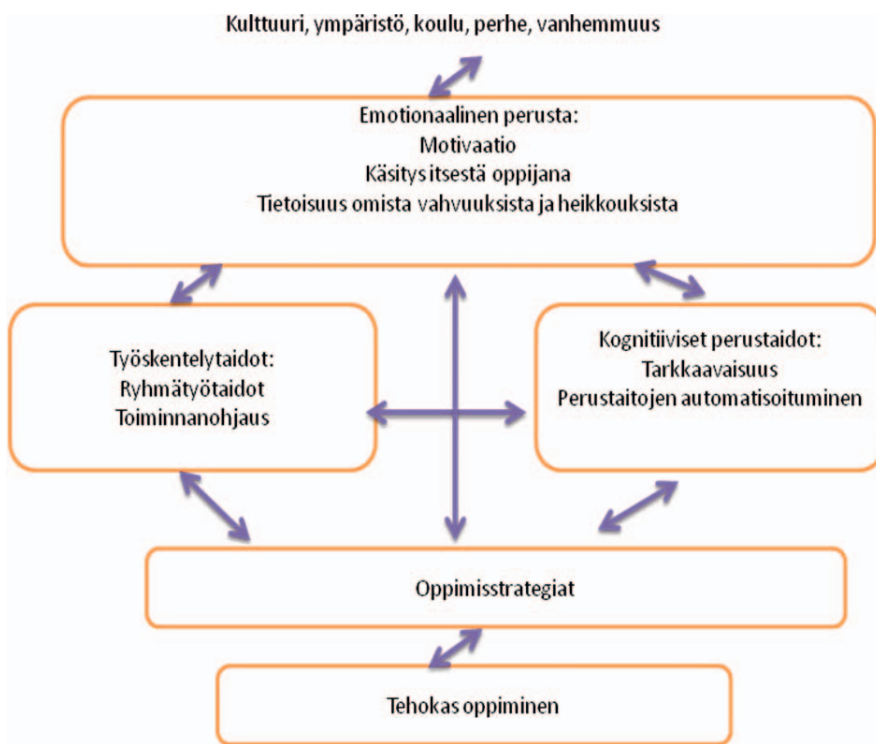 Kulttuuri, ympäristö, koulu, perhe, vanhemmuus
Emotionaalinen perusta:
Motivaatio
Käsitys itsestä oppijana
Tietoisuus omista vahvuuksista ja heikkouksista
Työskentelytaidot:
Ryhmätyötaidot
Toiminnanohjaus
Kognitiiviset perustaidot:
Tarkkaavaisuus
Perustaitojen automatisoituminen
Oppimisstrategiat
Tehokas oppiminen